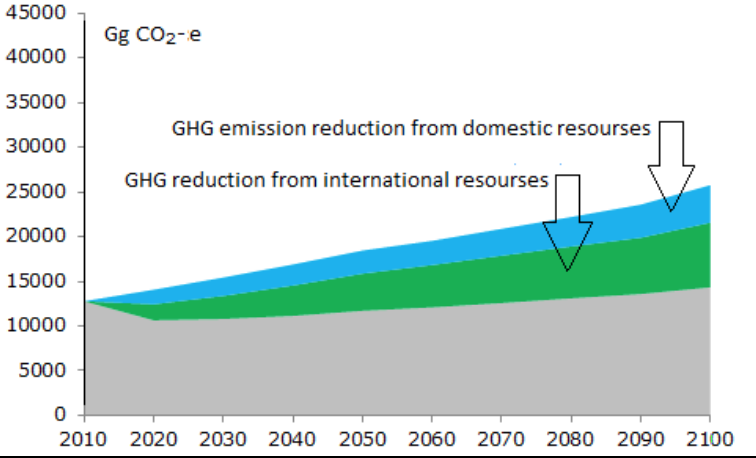 45000
Gg CO₂-e
40000
35000
GHG emission reduction from domestic resourses
30000
GHG reduction from international resourses
25000
20000
15000
10000
5000
0
2010 2020 2030 2040 2050 2060 2070 2080 2090 2100